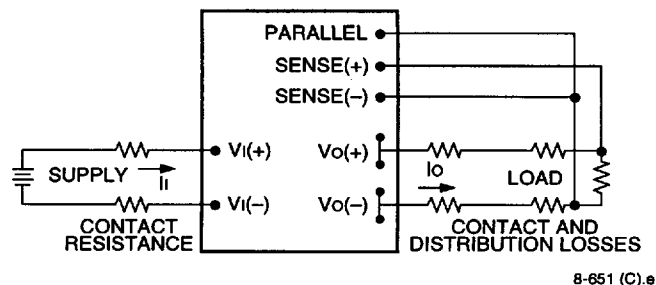 PARALLEL
SENSE(+)
SENSE(–)
VI(+) VO(+)
SUPPLY II IO LOAD
VI(–) VO(–)
CONTACT RESISTANCE
CONTACT AND DISTRIBUTION LOSSES
8-651 (C).e